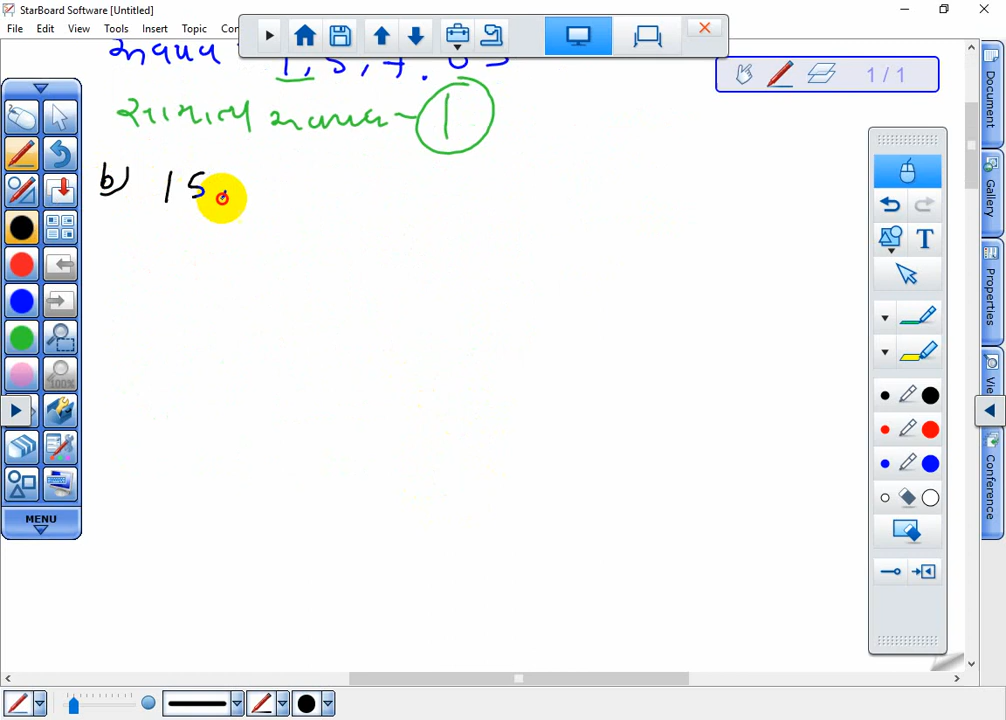 StarBoard Software [Untitled]
File Edit View Tools Insert Topic
1 / 1
સામાન્ય અવયવ - 1
b) 15,
T
Document
Gallery
Properties
Conference
100%
MENU